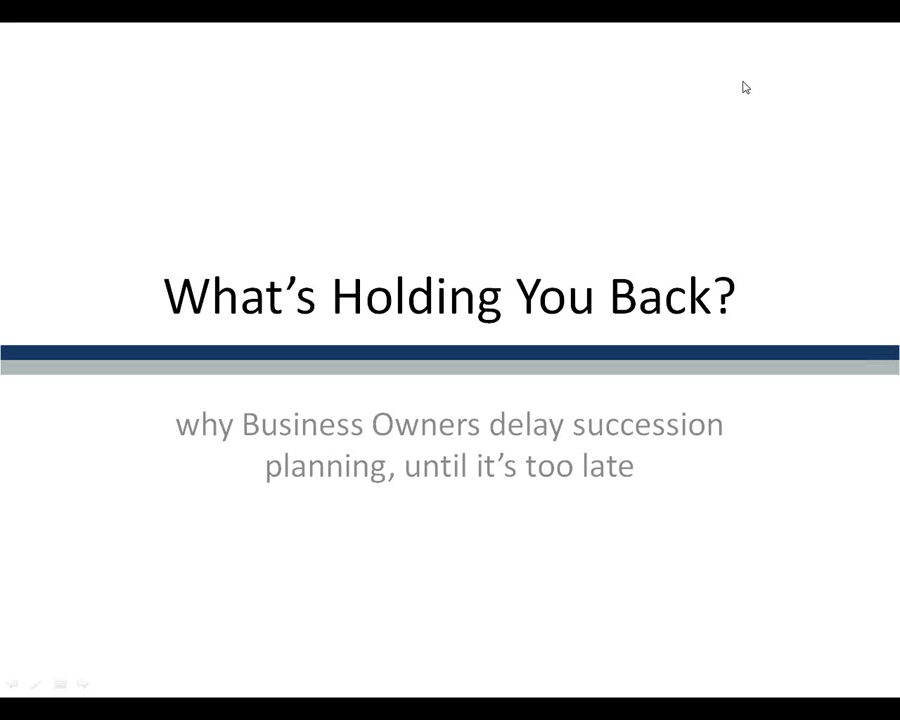 What’s Holding You Back?
why Business Owners delay succession
planning, until it’s too late